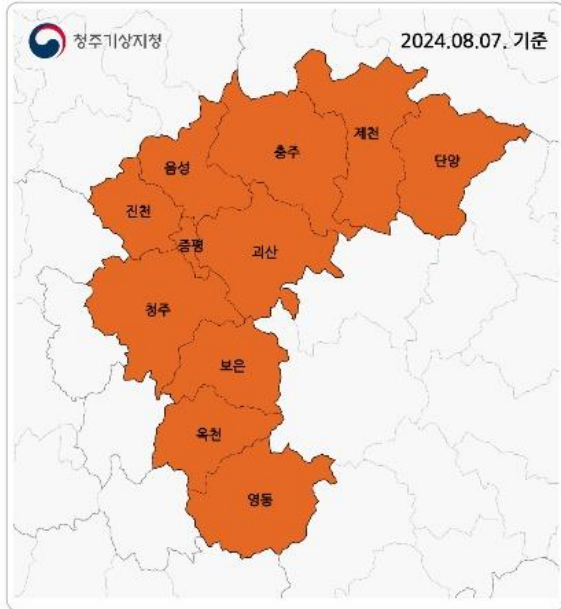 청주기상지청
2024.08.07. 기준
제천
충주
단양
음성
진천
증평
괴산
청주
보은
옥천
영동